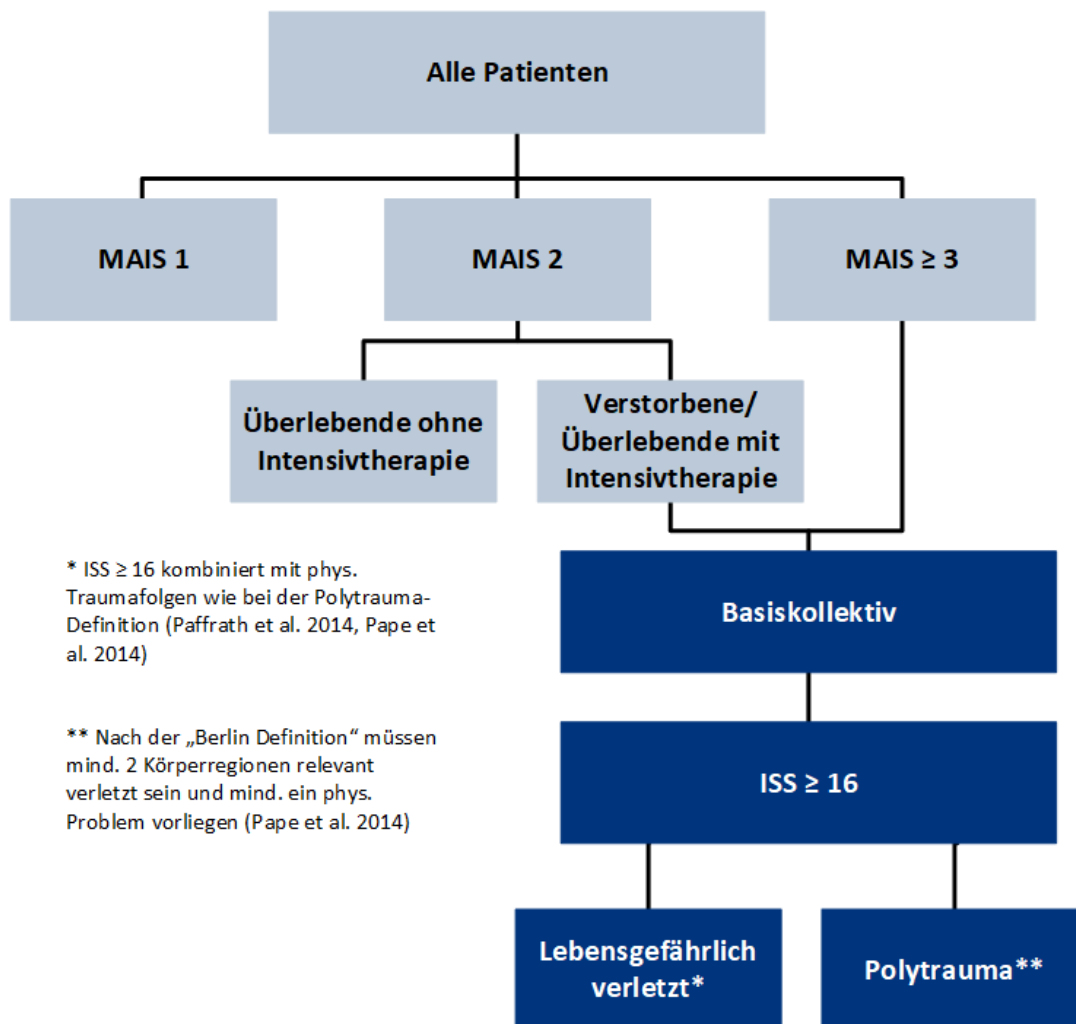 Alle Patienten
MAIS 1
MAIS 2
MAIS ≥ 3
Überlebende ohne
Intensivtherapie
Verstorbene/
Überlebende mit
Intensivtherapie
* ISS ≥ 16 kombiniert mit phys.
Traumafolgen wie bei der Polytrauma-
Definition (Paffrath et al. 2014, Pape et
al. 2014)
Basiskollektiv
** Nach der „Berlin Definition“ müssen
mind. 2 Körperregionen relevant
verletzt sein und mind. ein phys.
Problem vorliegen (Pape et al. 2014)
ISS ≥ 16
Lebensgefährlich
verletzt*
Polytrauma**